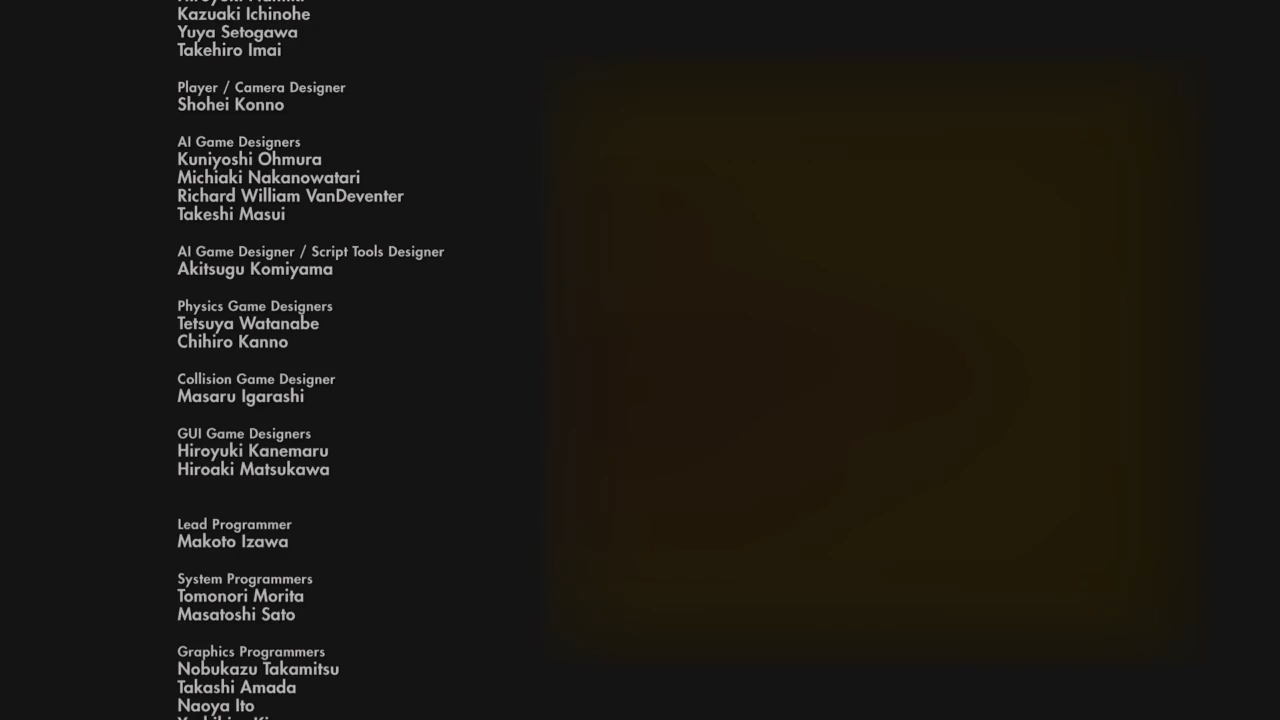 Kazuaki Ichinohe
Yuya Setogawa
Takehiro Imai
Player / Camera Designer
Shohei Konno
AI Game Designers
Kuniyoshi Ohmura
Michiaki Nakanowatari
Richard William VanDeventer
Takeshi Masui
AI Game Designer / Script Tools Designer
Akitsugu Komiyama
Physics Game Designers
Tetsuya Watanabe
Chihiro Kanno
Collision Game Designer
Masaru Igarashi
GUI Game Designers
Hiroyuki Kanemaru
Hiroaki Matsukawa
Lead Programmer
Makoto Izawa
System Programmers
Tomonori Morita
Masatoshi Sato
Graphics Programmers
Nobukazu Takamitsu
Takashi Amada
Naoya Ito